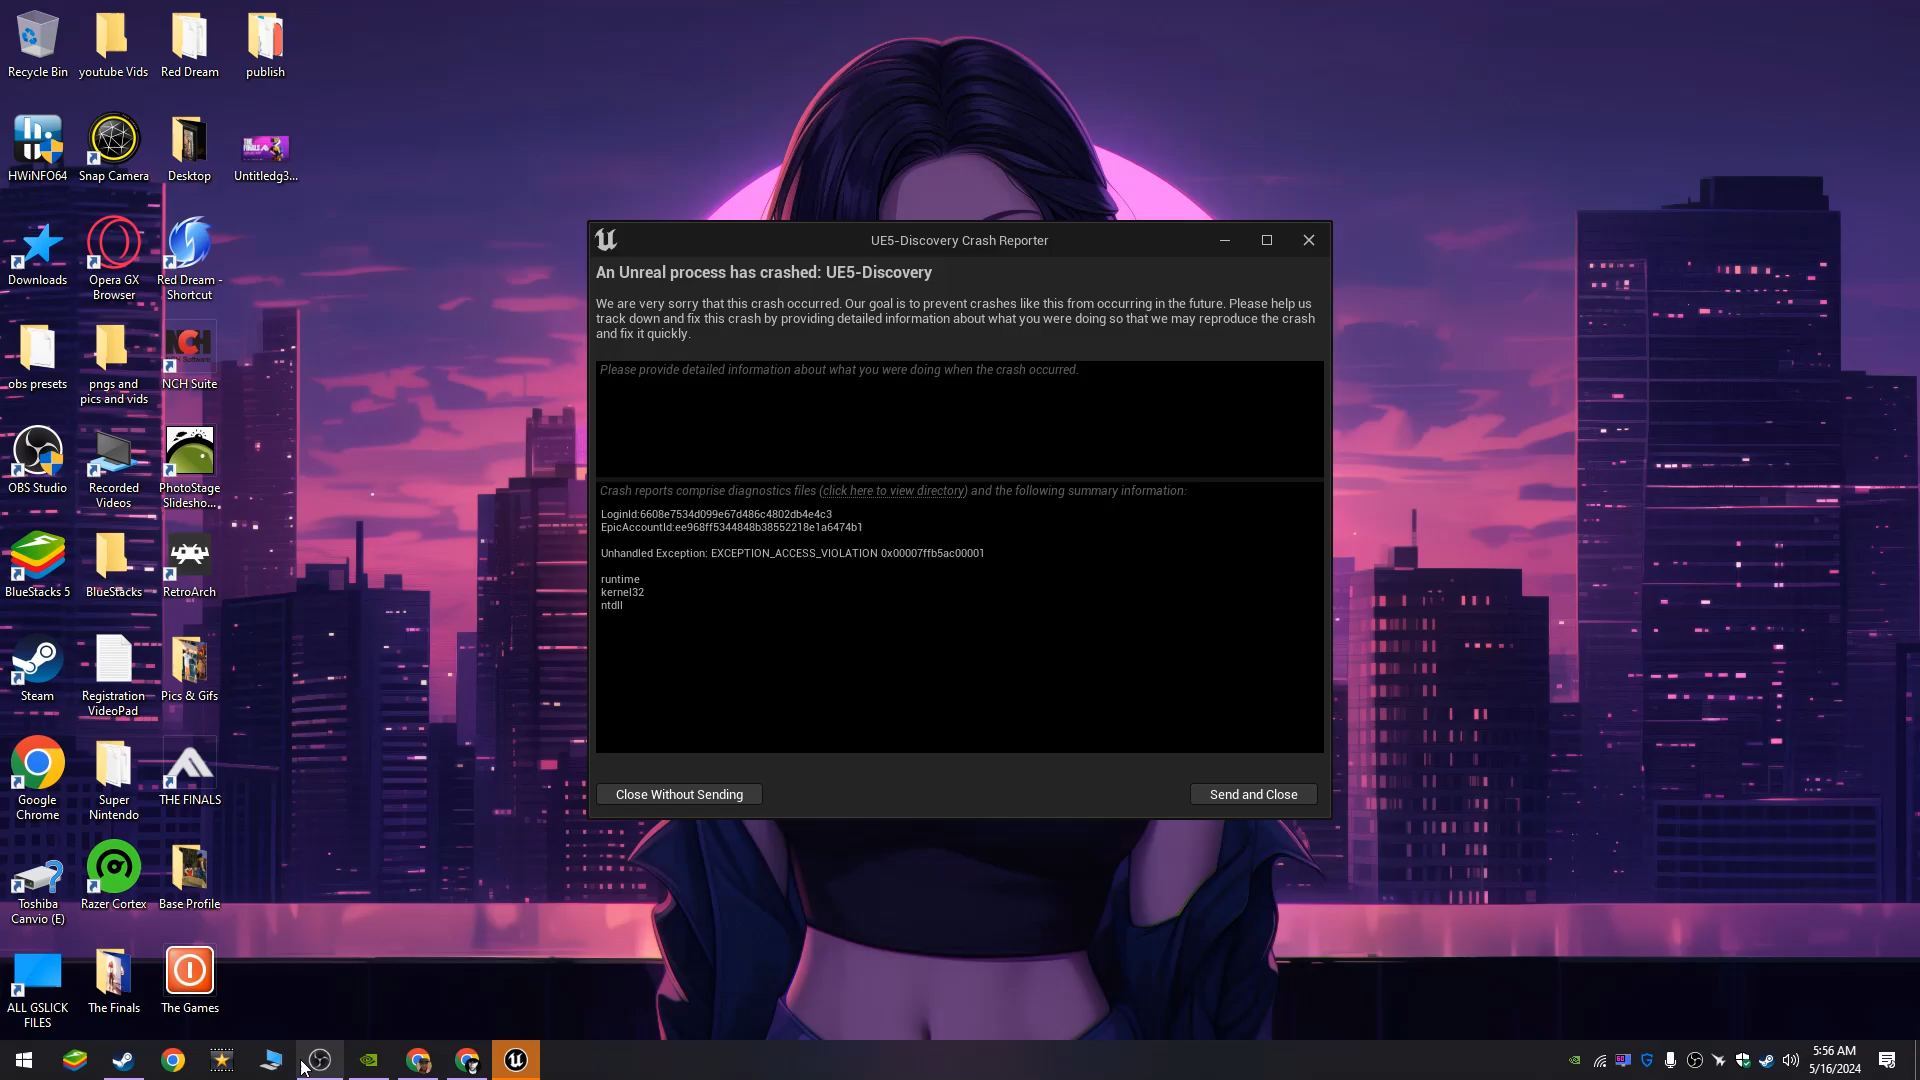 Recycle Bin
youtube Vids
Red Dream
publish
HWiNFO64
Snap Camera
Desktop
Untitledg3...
Downloads
Opera GX
Browser
Red Dream -
Shortcut
obs presets
pngs and
pics and vids
NCH Suite
OBS Studio
Recorded
Videos
PhotoStage
Slidesho...
BlueStacks 5
BlueStacks
RetroArch
Steam
Registration
VideoPad
Pics & Gifs
Google
Chrome
Super
Nintendo
THE FINALS
Toshiba
Canvio (E)
Razer Cortex
Base Profile
ALL GSLICK
FILES
The Finals
The Games
UE5-Discovery Crash Reporter
An Unreal process has crashed: UE5-Discovery
We are very sorry that this crash occurred. Our goal is to prevent crashes like this from occurring in the future. Please help us
track down and fix this crash by providing detailed information about what you were doing so that we may reproduce the crash
and fix it quickly.
Please provide detailed information about what you were doing when the crash occurred.
Crash reports comprise diagnostics files (click here to view directory) and the following summary information:
LoginId:6608e7534d099e67d486c4802db4e4c3
EpicAccountId:ee968ff5344848b38552218e1a6474b1
Unhandled Exception: EXCEPTION_ACCESS_VIOLATION 0x00007ffb5ac00001
runtime
kernel32
ntdll
Close Without Sending
Send and Close
5:56 AM
5/16/2024